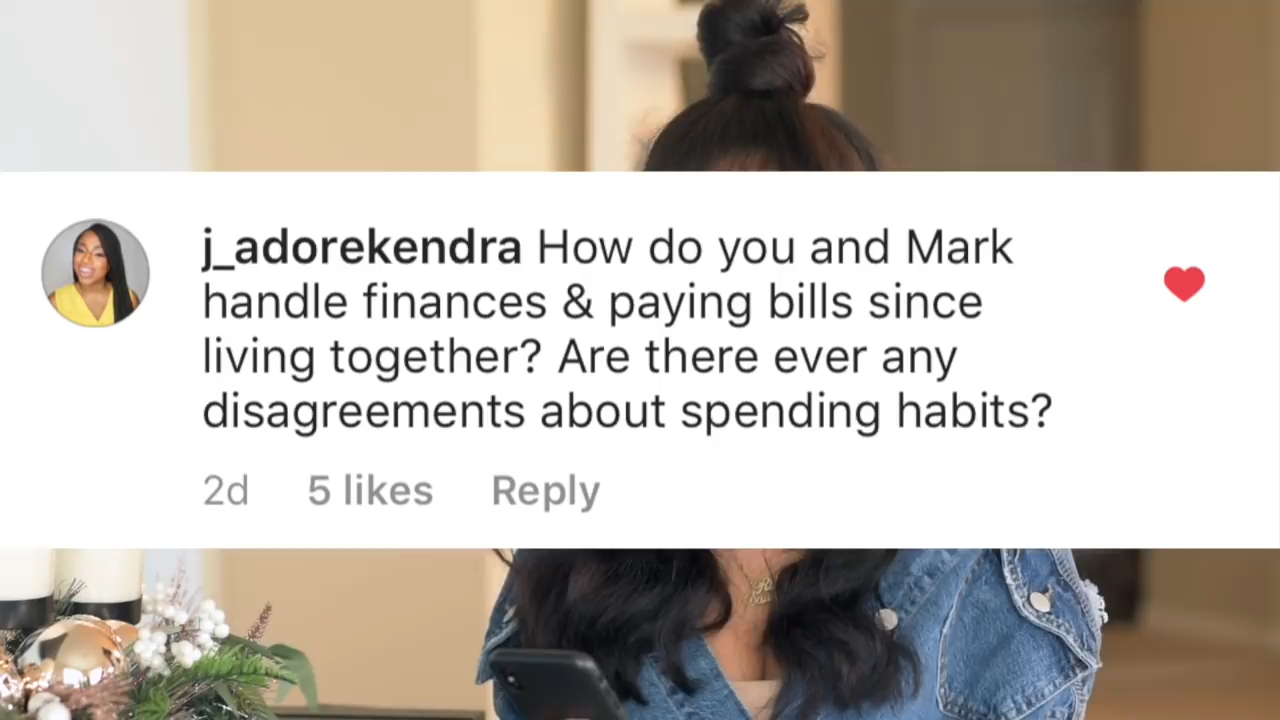 j_adorekendra How do you and Mark
handle finances & paying bills since
living together? Are there ever any
disagreements about spending habits?
2d 5 likes Reply